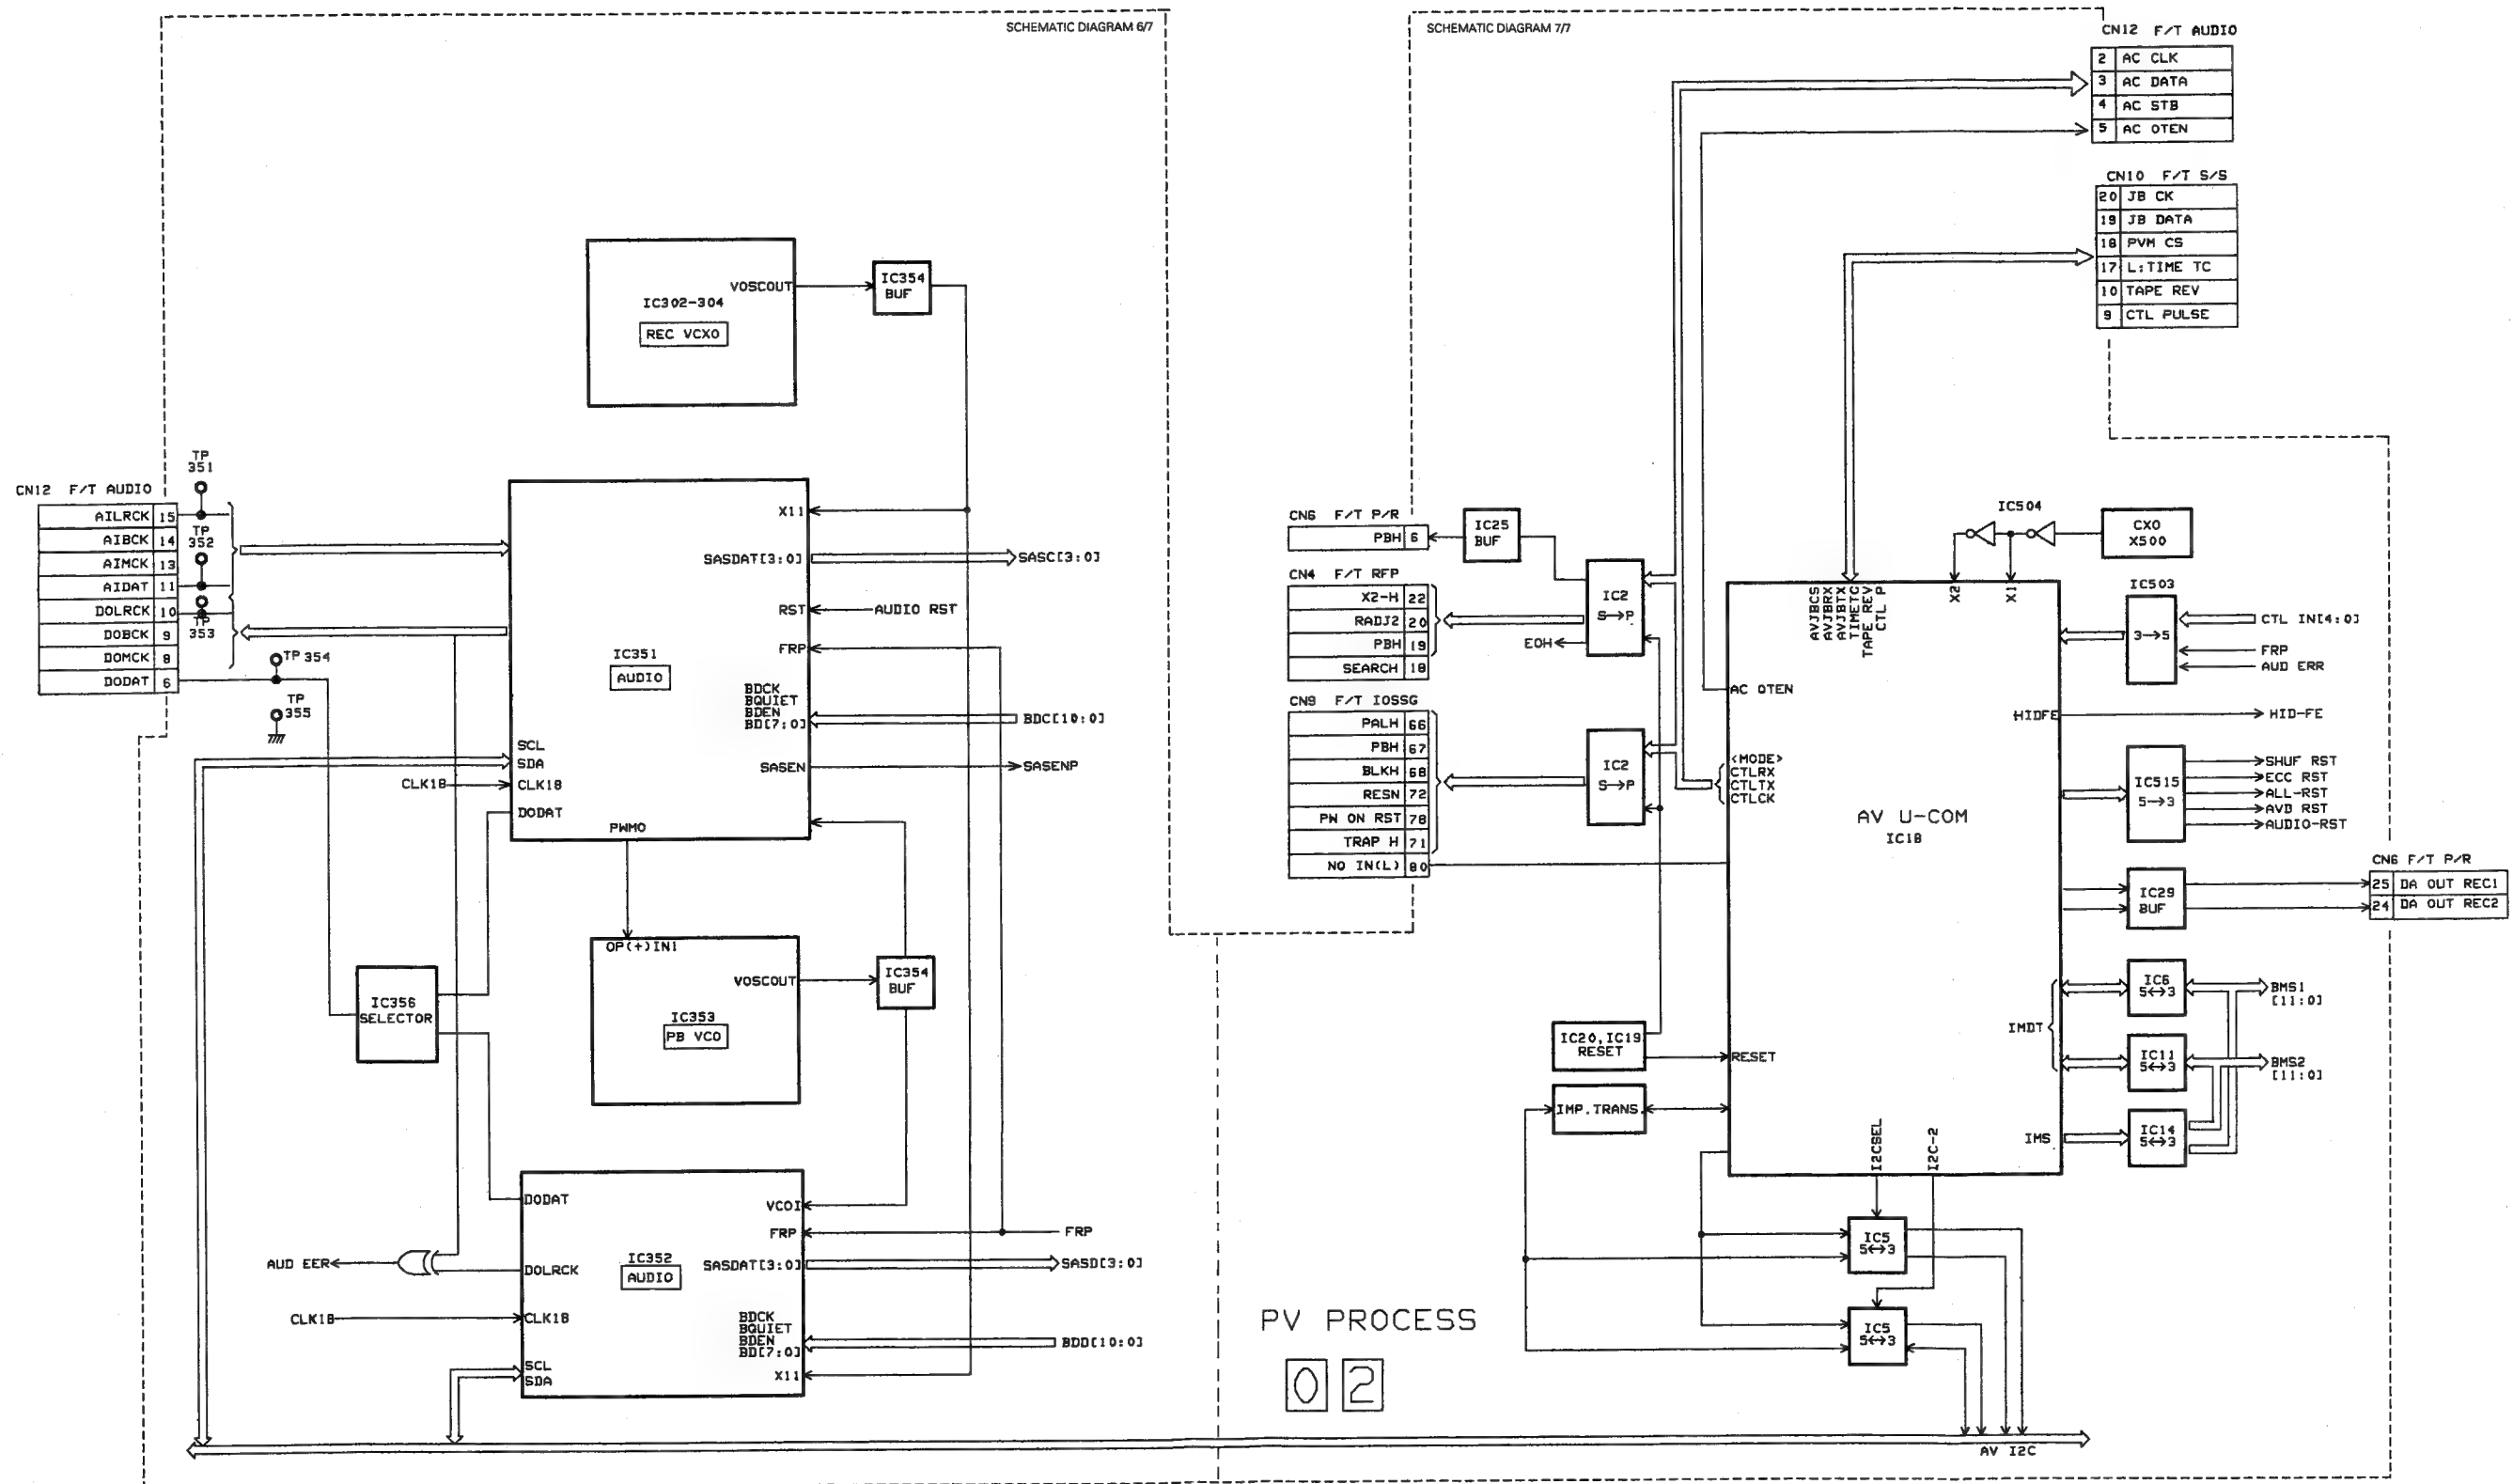 SCHEMATIC DIAGRAM 6/7
IC302-304
REC VCXO
VOSCOUT
IC354
BUF
TP
351
CN12 F/T AUDIO
AILRCK 15
AIBCK 14
AIMCK 13
AIDAT 11
DOLRCK 10
DOBCK 9
DOMCK 8
DODAT 6
TP
352
TP
353
TP 354
TP
355
X11
SASDAT[3:0]
SASC[3:0]
RST
AUDIO RST
FRP
IC351
AUDIO
BDCK
BQUIET
BDEN
BD[7:0]
BDC[10:0]
SCL
SDA
SASEN
SASENP
CLK18
CLK18
DODAT
PWMO
OP(+)IN1
VOSCOUT
IC354
BUF
IC353
PB VCO
IC356
SELECTOR
DODAT
VCOI
FRP
FRP
IC352
AUDIO
SASDAT[3:0]
SASD[3:0]
AUD EER
DOLRCK
CLK18
CLK18
BDCK
BQUIET
BDEN
BD[7:0]
BDD[10:0]
SCL
SDA
X11
SCHEMATIC DIAGRAM 7/7
CN12 F/T AUDIO
2 AC CLK
3 AC DATA
4 AC STB
5 AC OTEN
CN10 F/T S/S
20 JB CK
19 JB DATA
18 PVM CS
17 L:TIME TC
10 TAPE REV
9 CTL PULSE
CN6 F/T P/R
PBH 6
IC25
BUF
CN4 F/T RFP
X2-H 22
RADJ2 20
PBH 19
SEARCH 18
IC2
S→P
EOH
CN9 F/T IOSSG
PALH 66
PBH 67
BLKH 68
RESN 72
PW ON RST 78
TRAP H 71
NO IN(L) 80
IC2
S→P
IC504
CXO
X500
AVJBCS
AVJBRX
AVJBTX
TIMETC
TAPE REV
CTL P
X2
X1
IC503
3→5
CTL IN[4:0]
FRP
AUD ERR
AC OTEN
HIDFE
HID-FE
<MODE>
CTLRX
CTLTX
CTLCK
AV U-COM
IC18
IC515
5→3
SHUF RST
ECC RST
ALL-RST
AVD RST
AUDIO-RST
CN6 F/T P/R
25 DA OUT REC1
24 DA OUT REC2
IC29
BUF
IC6
5↔3
BMS1
[11:0]
IMDT
IC11
5↔3
BMS2
[11:0]
IC20,IC19
RESET
RESET
IMP.TRANS.
IMS
IC14
5↔3
I2CSEL
I2C-2
IC5
5↔3
IC5
5↔3
PV PROCESS
0 2
AV I2C